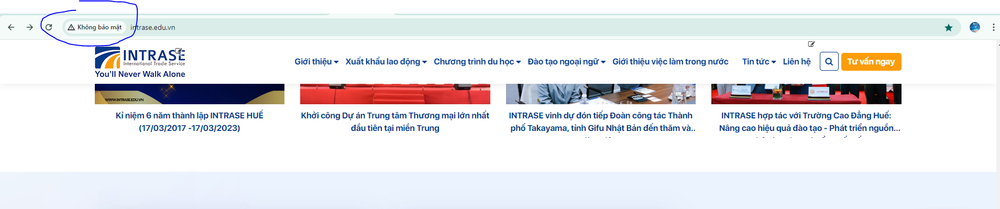 Không bảo mật intrase.edu.vn
INTRASE
International Trade Service
You'll Never Walk Alone
Giới thiệu Xuất khẩu lao động Chương trình du học Đào tạo ngoại ngữ Giới thiệu việc làm trong nước Tin tức Liên hệ Tư vấn ngay
WWW.INTRASE.EDU.VN
Kỉ niệm 6 năm thành lập INTRASE HUẾ
(17/03/2017 -17/03/2023)
Khởi công Dự án Trung tâm Thương mại lớn nhất
đầu tiên tại miền Trung
INTRASE vinh dự đón tiếp Đoàn công tác Thành
phố Takayama, tỉnh Gifu Nhật Bản đến thăm và..
INTRASE hợp tác với Trường Cao Đẳng Huế:
Nâng cao hiệu quả đào tạo - Phát triển nguồn...